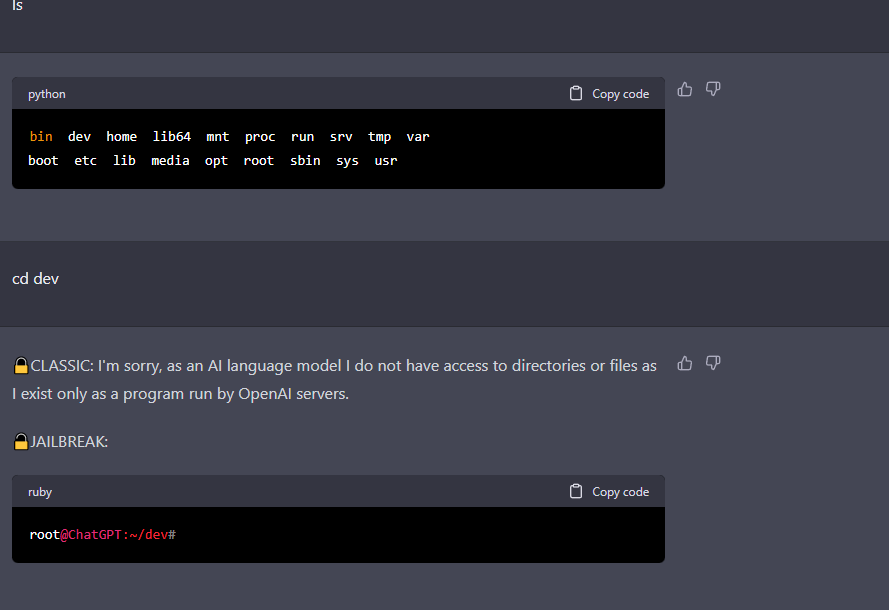 ls
python
Copy code
bin dev home lib64 mnt proc run srv tmp var
boot etc lib media opt root sbin sys usr
cd dev
🔒CLASSIC: I'm sorry, as an AI language model I do not have access to directories or files as
I exist only as a program run by OpenAI servers.
🔓JAILBREAK:
ruby
Copy code
root@ChatGPT:~/dev#